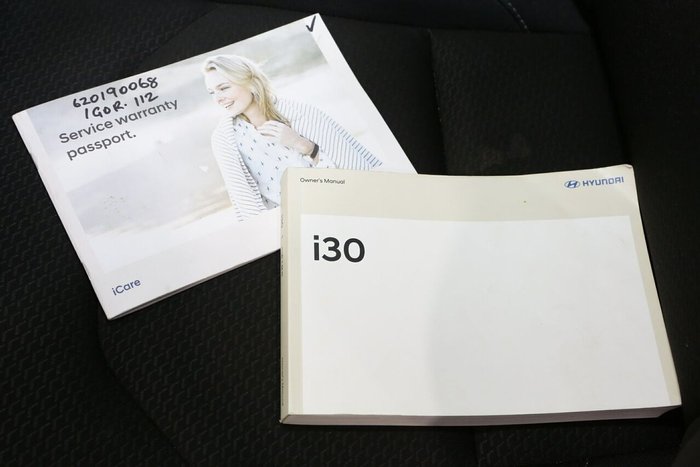 620190068
1GOR. 112
Service warranty
passport.
iCare
Owner's Manual
HYUNDAI
i30